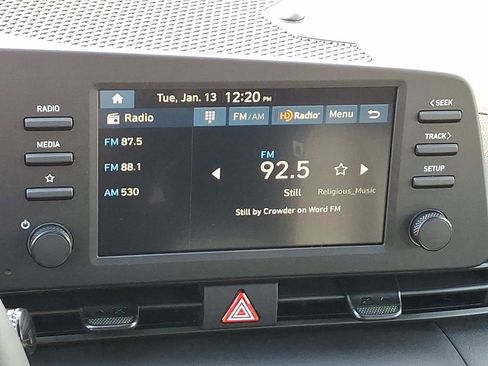 Tue, Jan. 13 12:20 PM
RADIO
MEDIA
Radio
FM/AM
HD Radio
Menu
FM 87.5
FM 88.1
AM 530
FM
92.5
Still Religious_Music
Still by Crowder on Word FM
<SEEK
TRACK>
SETUP